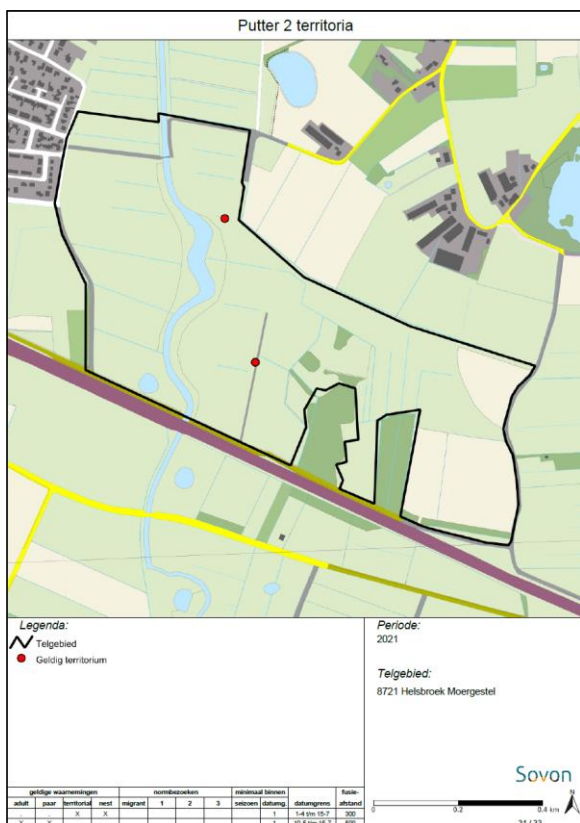 Putter 2 territoria
Legenda:
Telgebied
Geldig territorium
Periode:
2021
Telgebied:
8721 Helsbroek Moergestel
Sovon
0 0.2 0.4 km
N
geldige waarnemingen normbezoeken minimaal binnen fusie-
adult paar territorial nest migrant 1 2 3 seizoen datumg. datumgrens afstand
. . X X 1 1-4 t/m 15-7 300
X X . . 1